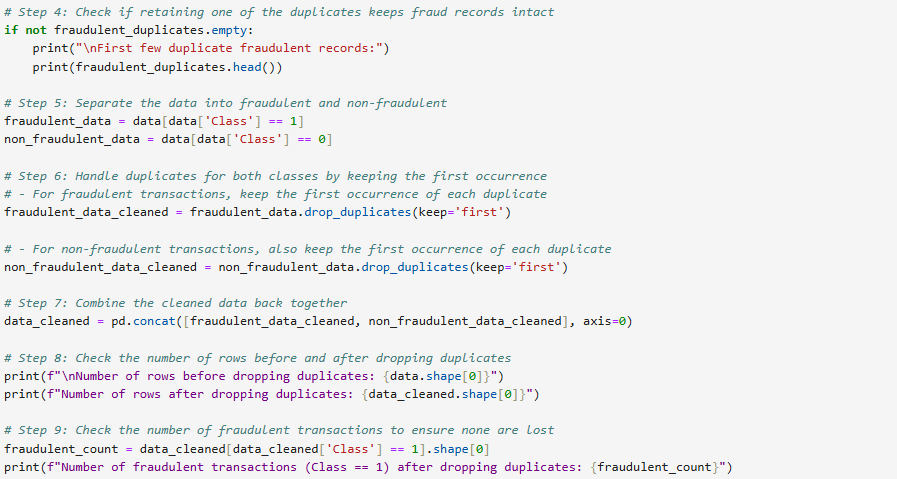 # Step 4: Check if retaining one of the duplicates keeps fraud records intact
if not fraudulent_duplicates.empty:
    print("\nFirst few duplicate fraudulent records:")
    print(fraudulent_duplicates.head())
# Step 5: Separate the data into fraudulent and non-fraudulent
fraudulent_data = data[data['Class'] == 1]
non_fraudulent_data = data[data['Class'] == 0]
# Step 6: Handle duplicates for both classes by keeping the first occurrence
# - For fraudulent transactions, keep the first occurrence of each duplicate
fraudulent_data_cleaned = fraudulent_data.drop_duplicates(keep='first')
# - For non-fraudulent transactions, also keep the first occurrence of each duplicate
non_fraudulent_data_cleaned = non_fraudulent_data.drop_duplicates(keep='first')
# Step 7: Combine the cleaned data back together
data_cleaned = pd.concat([fraudulent_data_cleaned, non_fraudulent_data_cleaned], axis=0)
# Step 8: Check the number of rows before and after dropping duplicates
print(f"\nNumber of rows before dropping duplicates: {data.shape[0]}")
print(f"Number of rows after dropping duplicates: {data_cleaned.shape[0]}")
# Step 9: Check the number of fraudulent transactions to ensure none are lost
fraudulent_count = data_cleaned[data_cleaned['Class'] == 1].shape[0]
print(f"Number of fraudulent transactions (Class == 1) after dropping duplicates: {fraudulent_count}")